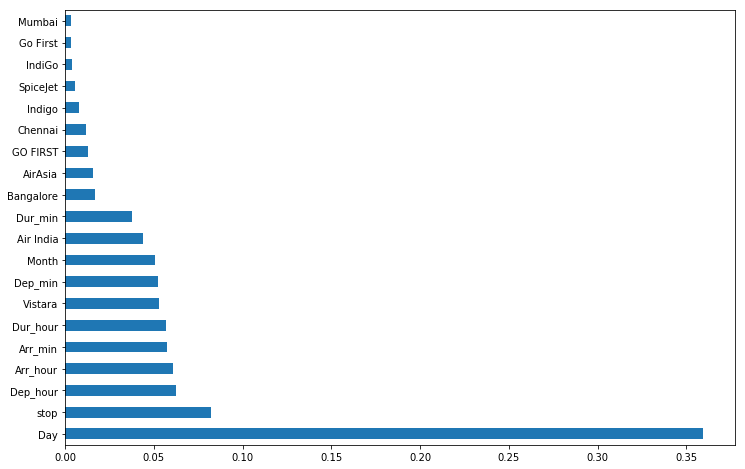 Mumbai
Go First
IndiGo
SpiceJet
Indigo
Chennai
GO FIRST
AirAsia
Bangalore
Dur_min
Air India
Month
Dep_min
Vistara
Dur_hour
Arr_min
Arr_hour
Dep_hour
stop
Day
0.00 0.05 0.10 0.15 0.20 0.25 0.30 0.35